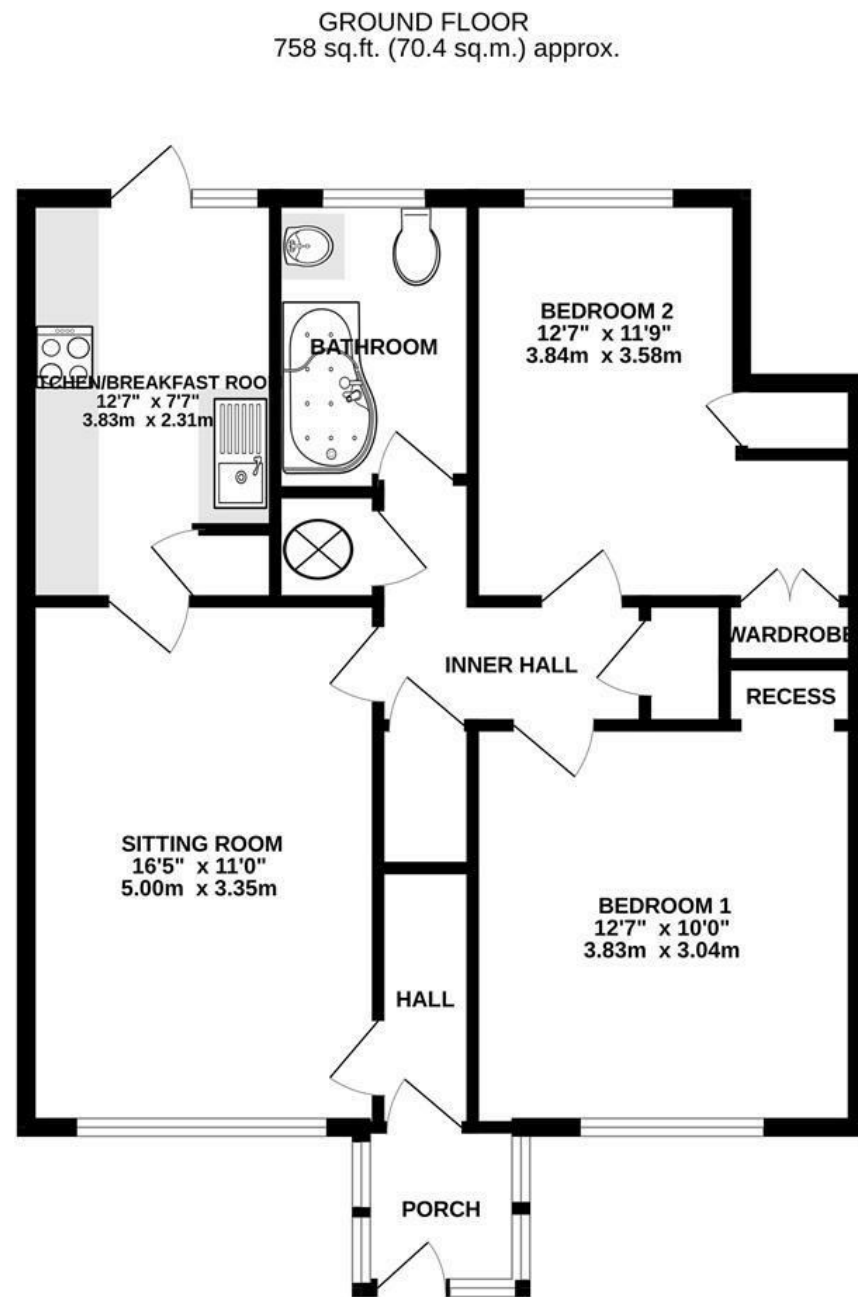 GROUND FLOOR
758 sq.ft. (70.4 sq.m.) approx.
BEDROOM 2
12'7" x 11'9"
3.84m x 3.58m
BATHROOM
TCHEN/BREAKFAST ROO
12'7" x 7'7"
3.83m x 2.31m
WARDROBE
INNER HALL
RECESS
SITTING ROOM
16'5" x 11'0"
5.00m x 3.35m
BEDROOM 1
12'7" x 10'0"
3.83m x 3.04m
HALL
PORCH